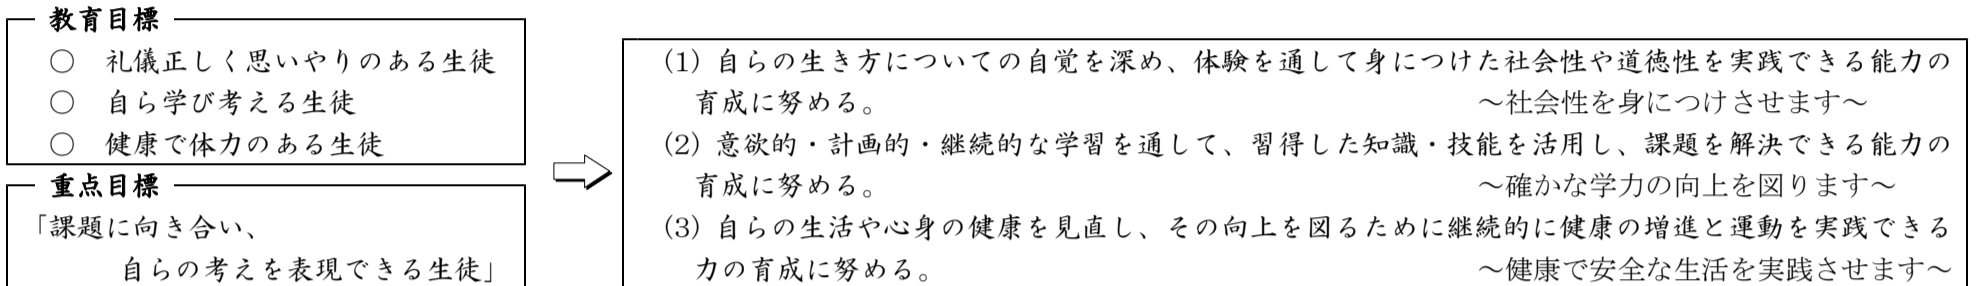 教育目標
○ 礼儀正しく思いやりのある生徒
○ 自ら学び考える生徒
○ 健康で体力のある生徒
重点目標
「課題に向き合い、
自らの考えを表現できる生徒」
(1) 自らの生き方についての自覚を深め、体験を通して身につけた社会性や道徳性を実践できる能力の
育成に努める。 ～社会性を身につけさせます～
(2) 意欲的・計画的・継続的な学習を通して、習得した知識・技能を活用し、課題を解決できる能力の
育成に努める。 ～確かな学力の向上を図ります～
(3) 自らの生活や心身の健康を見直し、その向上を図るために継続的に健康の増進と運動を実践できる
力の育成に努める。 ～健康で安全な生活を実践させます～